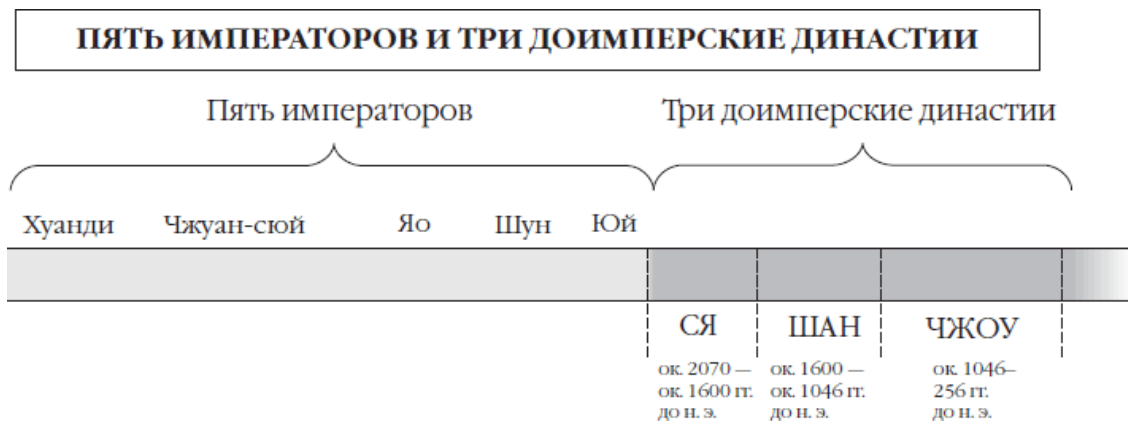 ПЯТЬ ИМПЕРАТОРОВ И ТРИ ДОИМПЕРСКИЕ ДИНАСТИИ
Пять императоров
Три доимперские династии
Хуанди
Чжуан-сюй
Яо
Шун
Юй
СЯ
ок. 2070 —
ок. 1600 гг.
до н. э.
ШАН
ок. 1600 —
ок. 1046 гг.
до н. э.
ЧЖОУ
ок. 1046–
256 гг.
до н. э.